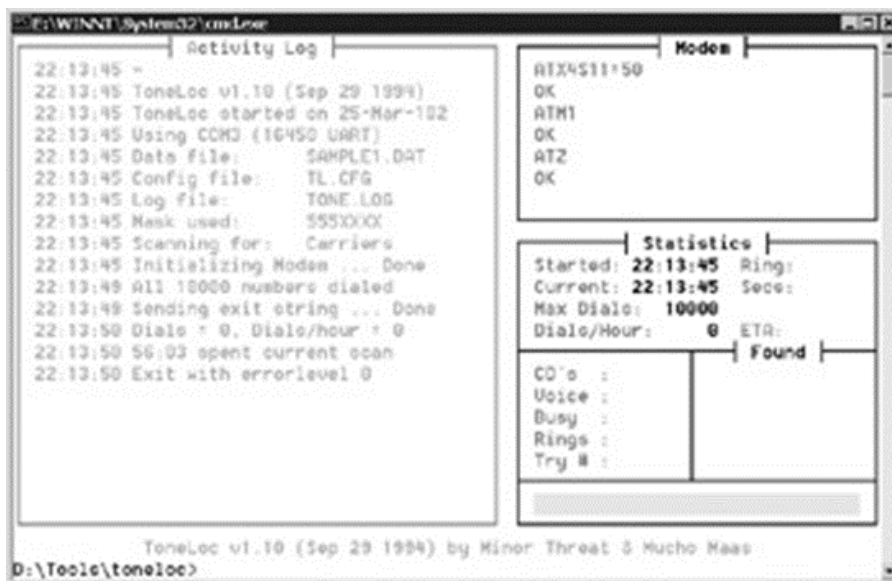 E:\WINNT\System32\cmd.exe
Activity Log
22:13:45 ~
22:13:45 ToneLoc v1.10 (Sep 29 1994)
22:13:45 ToneLoc started on 25-Mar-102
22:13:45 Using COM3 (16450 UART)
22:13:45 Data file: SAMPLE1.DAT
22:13:45 Config file: TL.CFG
22:13:45 Log file: TONE.LOG
22:13:45 Mask used: 555XXXX
22:13:45 Scanning for: Carriers
22:13:45 Initializing Modem ... Done
22:13:49 All 10000 numbers dialed
22:13:49 Sending exit string ... Done
22:13:50 Dials = 0, Dials/hour = 0
22:13:50 56:03 spent current scan
22:13:50 Exit with errorlevel 0
Modem
ATX4S11=50
OK
ATM1
OK
ATZ
OK
Statistics
Started: 22:13:45 Ring:
Current: 22:13:45 Secs:
Max Dials: 10000
Dials/Hour: 0 ETA:
Found
CD's :
Voice :
Busy :
Rings :
Try # :
ToneLoc v1.10 (Sep 29 1994) by Minor Threat & Mucho Maas
D:\Tools\toneloc>